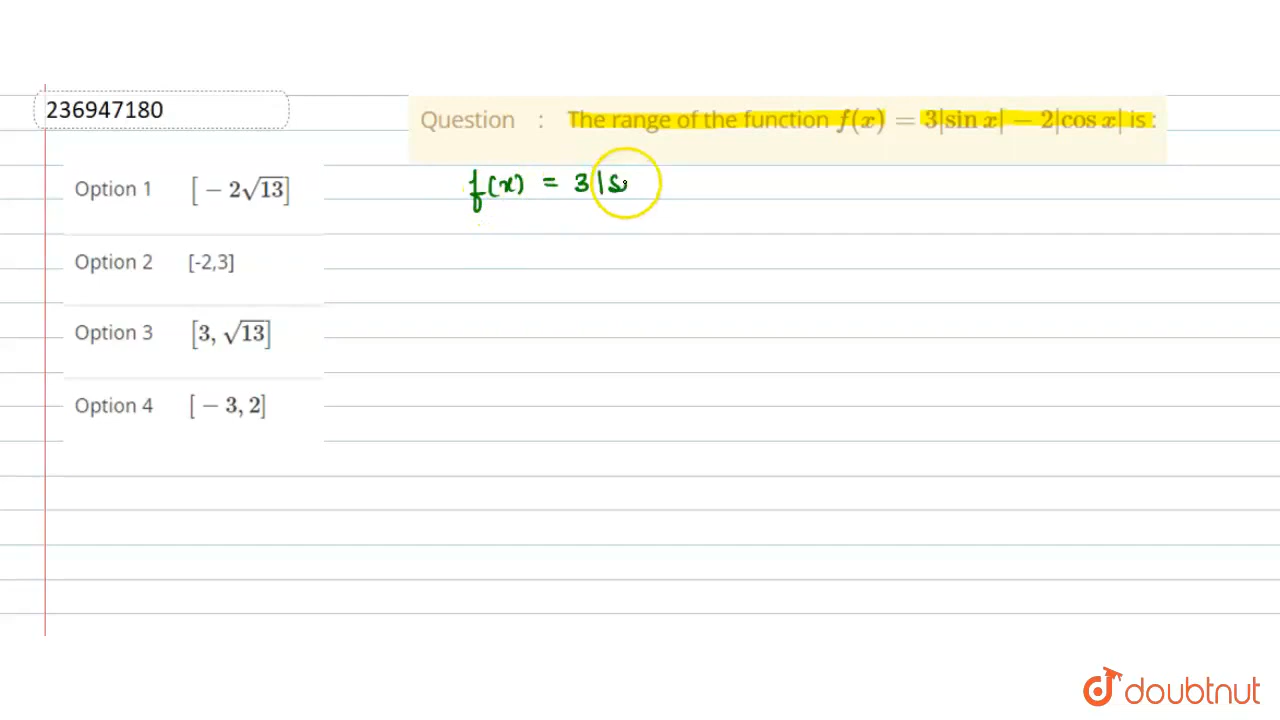 236947180
Question : The range of the function f(x) = 3|sin x| − 2|cos x| is :
Option 1 [−2√13]
f(x) = 3|s
Option 2 [-2,3]
Option 3 [3, √13]
Option 4 [−3, 2]
doubtnut